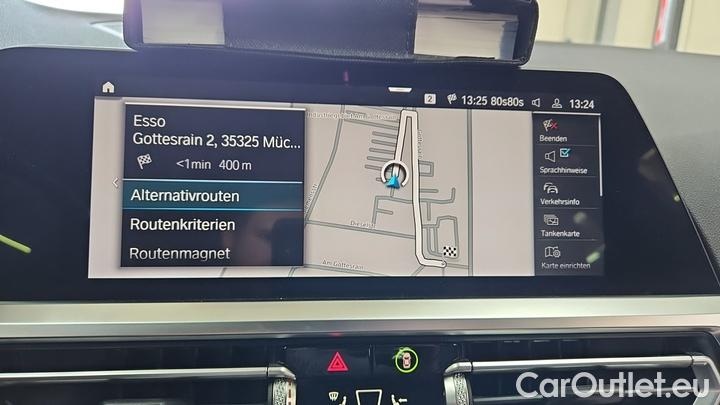 2 13:25 80s80s 13:24
Esso
Gottesrain 2, 35325 Müc...
<1min 400 m
Alternativrouten
Routenkriterien
Routenmagnet
Dieselstr
Am Gottesrain
Beenden
Sprachhinweise
Verkehrsinfo
Tankenkarte
Karte einrichten
CarOutlet.eu